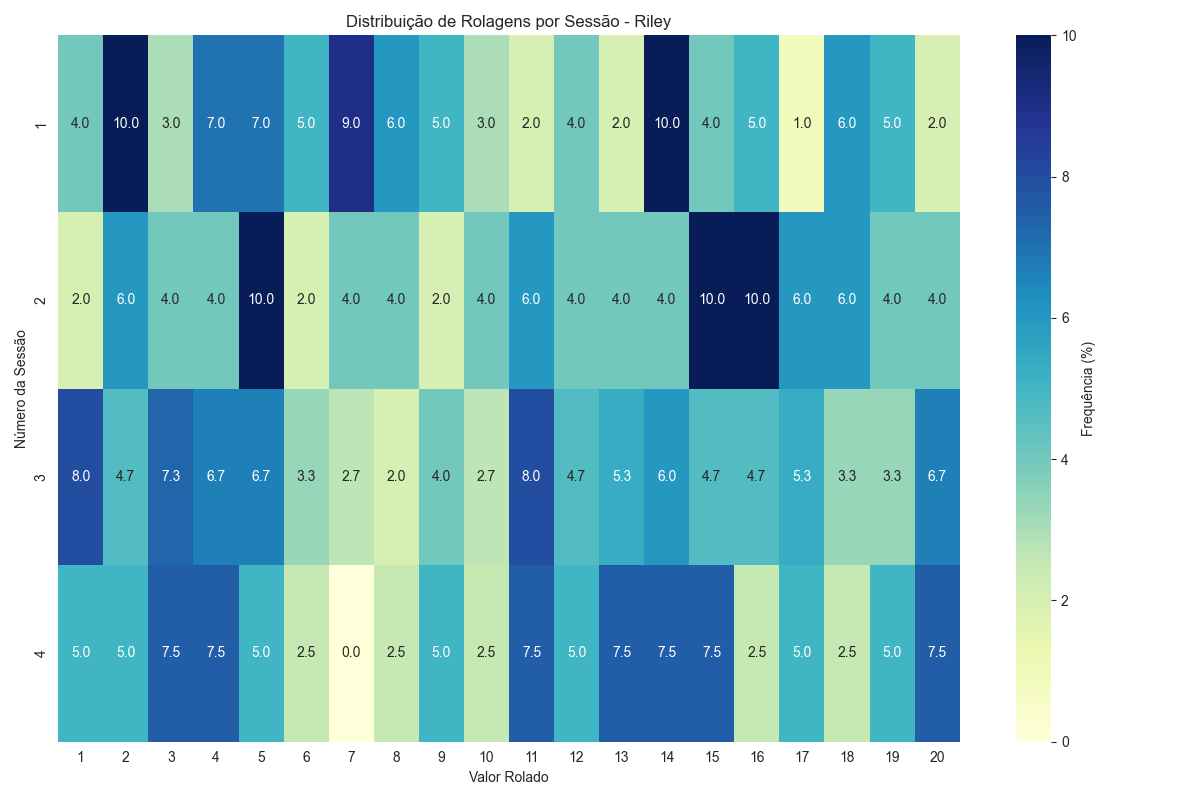 Distribuição de Rolagens por Sessão - Riley
Número da Sessão
1
4.0 10.0 3.0 7.0 7.0 5.0 9.0 6.0 5.0 3.0 2.0 4.0 2.0 10.0 4.0 5.0 1.0 6.0 5.0 2.0
2
2.0 6.0 4.0 4.0 10.0 2.0 4.0 4.0 2.0 4.0 6.0 4.0 4.0 4.0 10.0 10.0 6.0 6.0 4.0 4.0
3
8.0 4.7 7.3 6.7 6.7 3.3 2.7 2.0 4.0 2.7 8.0 4.7 5.3 6.0 4.7 4.7 5.3 3.3 3.3 6.7
4
5.0 5.0 7.5 7.5 5.0 2.5 0.0 2.5 5.0 2.5 7.5 5.0 7.5 7.5 7.5 2.5 5.0 2.5 5.0 7.5
1 2 3 4 5 6 7 8 9 10 11 12 13 14 15 16 17 18 19 20
Valor Rolado
10
8
6
4
2
0
Frequência (%)